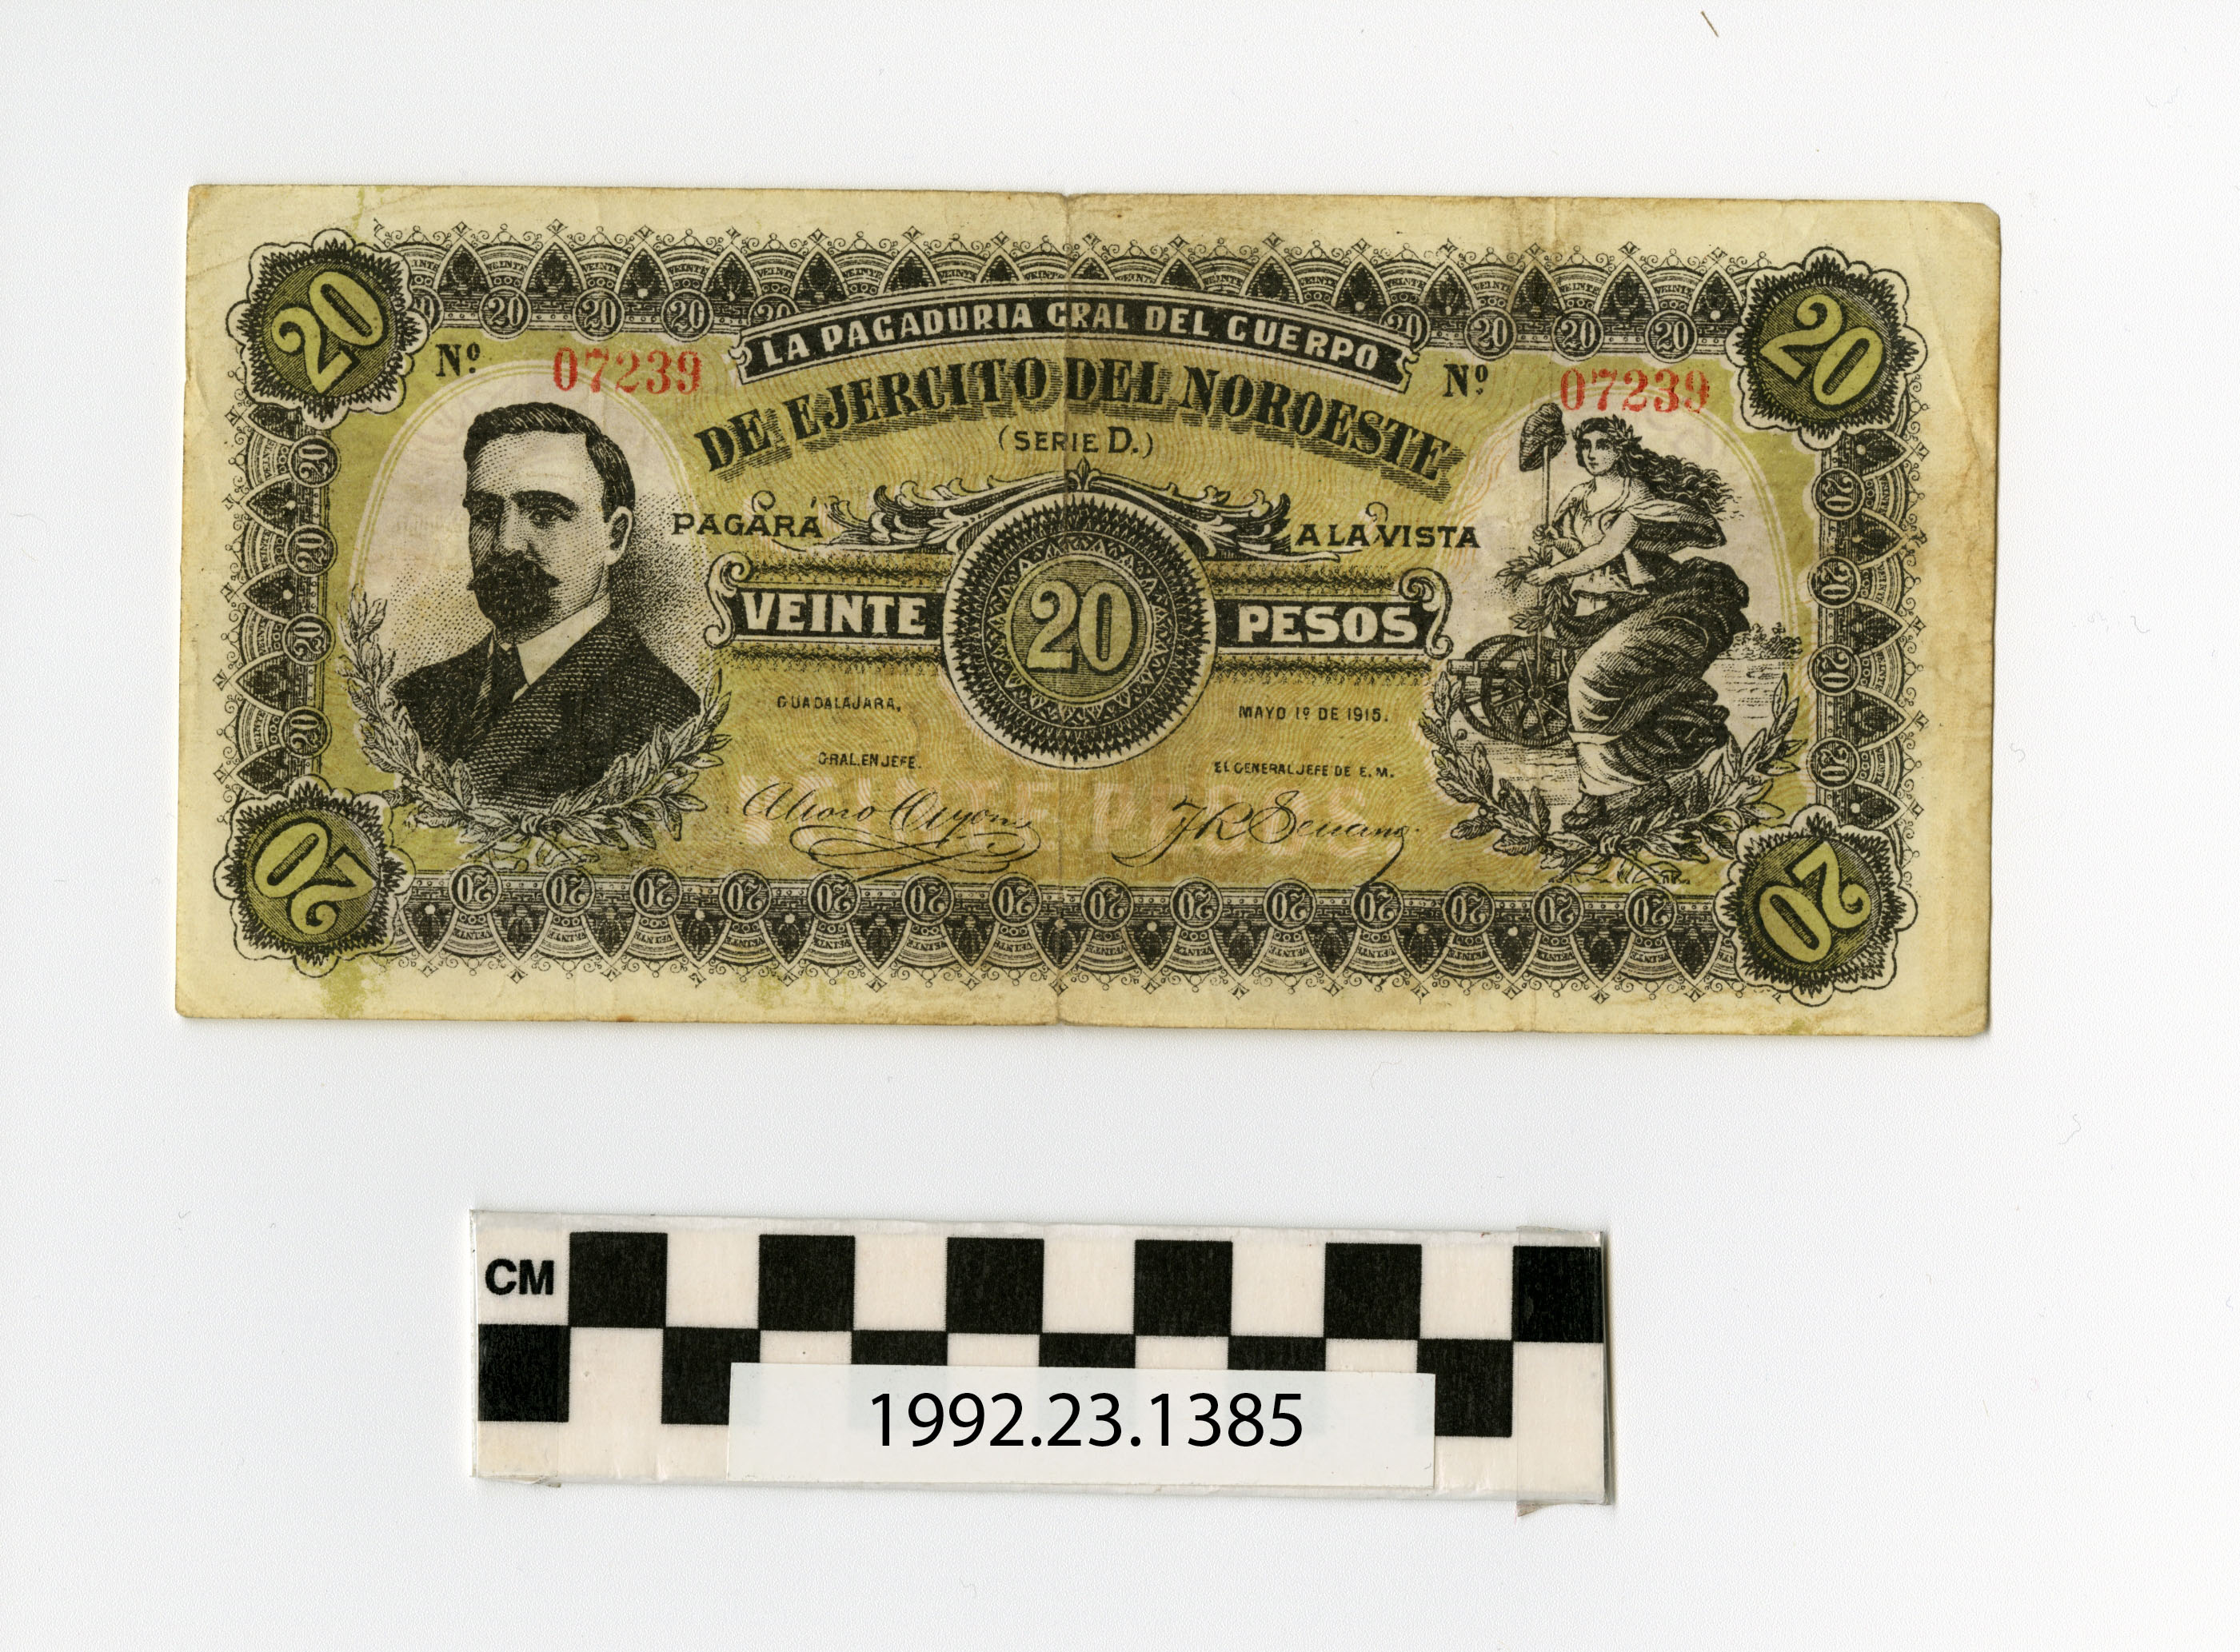 20 20
LA PAGADURIA GRAL DEL CUERPO
Nº 07239 Nº 07239
DE EJERCITO DEL NOROESTE
(SERIE D.)
PAGARÁ A LA VISTA
VEINTE 20 PESOS
GUADALAJARA, MAYO 1º DE 1915.
GRAL. EN JEFE. EL GENERAL JEFE DE E. M.
VEINTE PESOS
20 20
CM
1992.23.1385